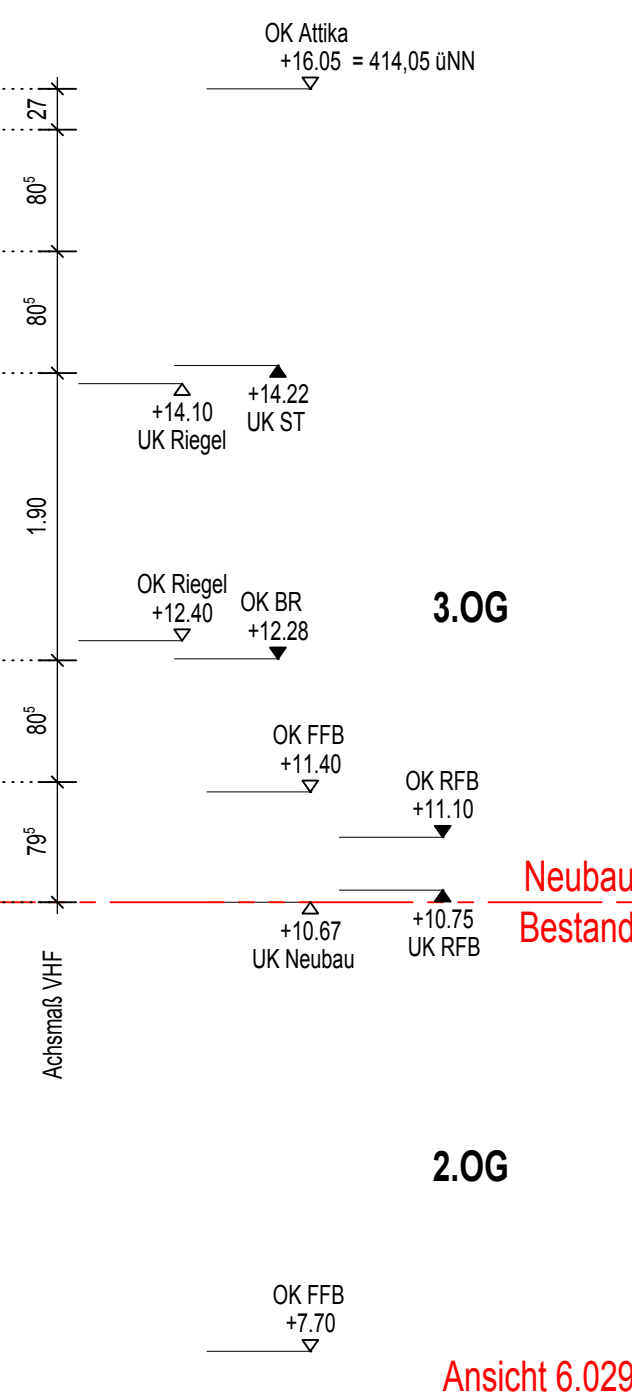 OK Attika
+16.05 = 414,05 üNN
27
80⁵
80⁵
+14.22
UK ST
+14.10
UK Riegel
1.90
OK Riegel
+12.40
OK BR
+12.28
3.OG
80⁵
OK FFB
+11.40
OK RFB
+11.10
79⁵
Neubau
Bestand
+10.67
UK Neubau
+10.75
UK RFB
Achsmaß VHF
2.OG
OK FFB
+7.70
Ansicht 6.029